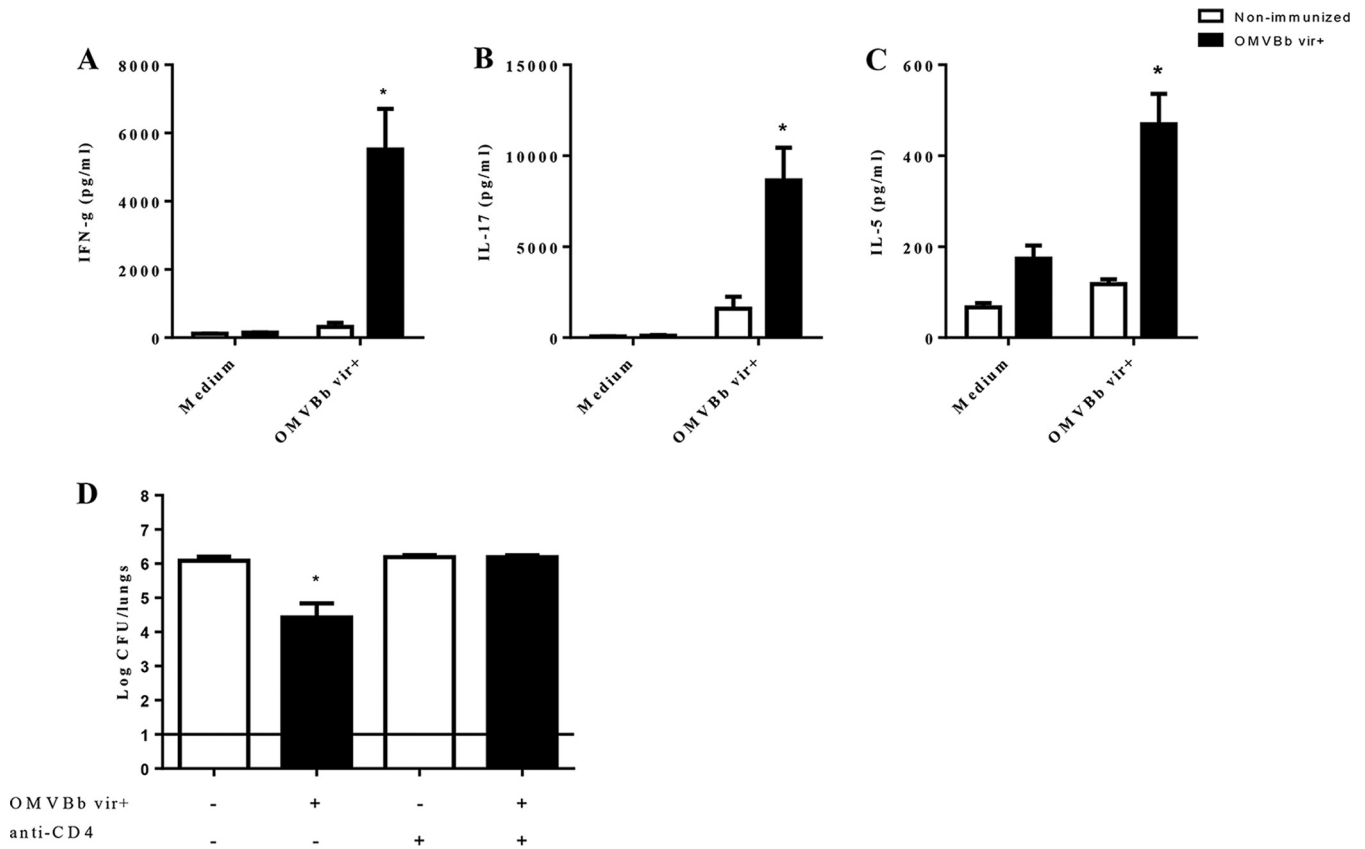 Non-immunized
OMVBb vir+
A
8000
6000
4000
2000
0
IFN-g (pg/ml)
*
Medium
OMVBb vir+
B
15000
10000
5000
0
IL-17 (pg/ml)
*
Medium
OMVBb vir+
C
600
400
200
0
IL-5 (pg/ml)
*
Medium
OMVBb vir+
D
8
7
6
5
4
3
2
1
0
Log CFU/lungs
*
OMVBb vir+ - + - +
anti-CD4 - - + +